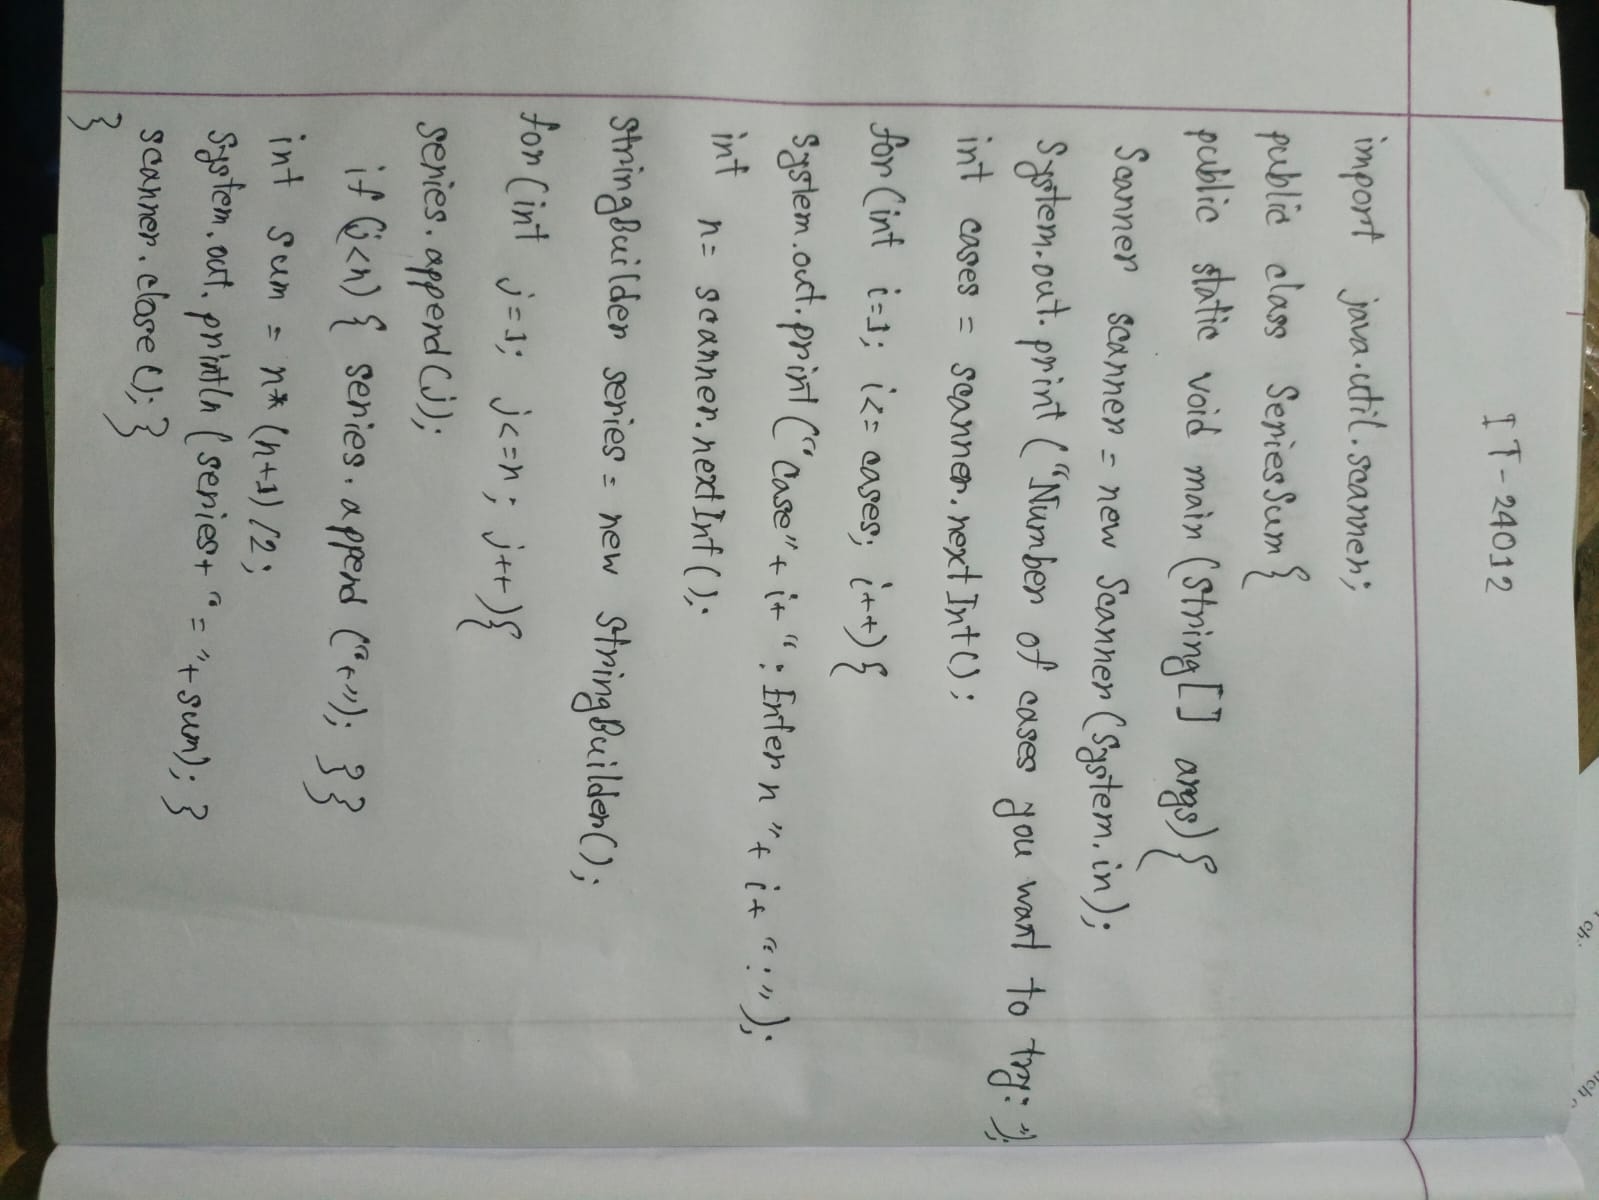 IT-24012
import java.util.scanner;
public class SeriesSum{
public static void main (String[] args){
Scanner scanner = new Scanner(System.in);
System.out.print ("Number of cases you want to try: ");
int cases = scanner.nextInt();
for(int i=1; i<= cases; i++){
System.out.print("case"+ i+ ": Enter n"+ i+ ":");
int n= scanner.nextInt();
StringBuilder series = new StringBuilder();
for(int j=1; j<=n; j++){
series.append(j);
if(j<n) { series.append ("+"); } }
int sum = n*(n+1)/2;
System.out.println(series+ "="+sum); }
scanner.close(); }
}